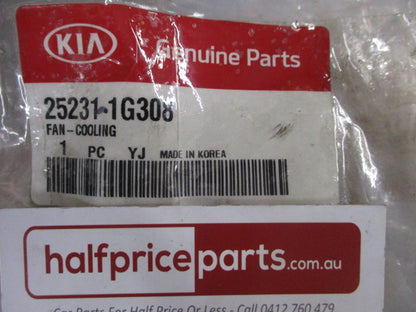 KIA Genuine Parts
25231-1G308
FAN-COOLING
1 PC YJ MADE IN KOREA
halfpriceparts.com.au
Car Parts For Half Price Or Less - Call 0412 760 479